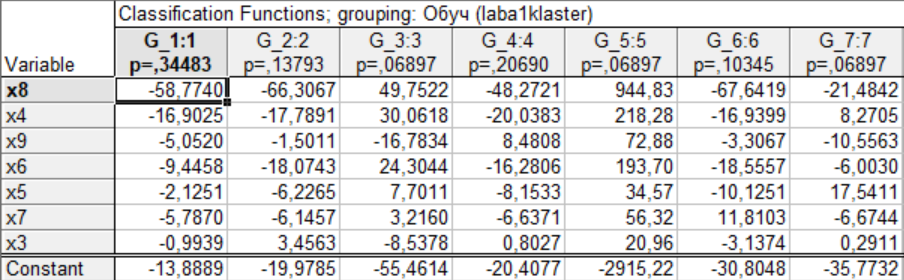 Classification Functions; grouping: Обуч (laba1klaster)
G_1:1 G_2:2 G_3:3 G_4:4 G_5:5 G_6:6 G_7:7
Variable p=,34483 p=,13793 p=,06897 p=,20690 p=,06897 p=,10345 p=,06897
x8 -58,7740 -66,3067 49,7522 -48,2721 944,83 -67,6419 -21,4842
x4 -16,9025 -17,7891 30,0618 -20,0383 218,28 -16,9399 8,2705
x9 -5,0520 -1,5011 -16,7834 8,4808 72,88 -3,3067 -10,5563
x6 -9,4458 -18,0743 24,3044 -16,2806 193,70 -18,5557 -6,0030
x5 -2,1251 -6,2265 7,7011 -8,1533 34,57 -10,1251 17,5411
x7 -5,7870 -6,1457 3,2160 -6,6371 56,32 11,8103 -6,6744
x3 -0,9939 3,4563 -8,5378 0,8027 20,96 -3,1374 0,2911
Constant -13,8889 -19,9785 -55,4614 -20,4077 -2915,22 -30,8048 -35,7732